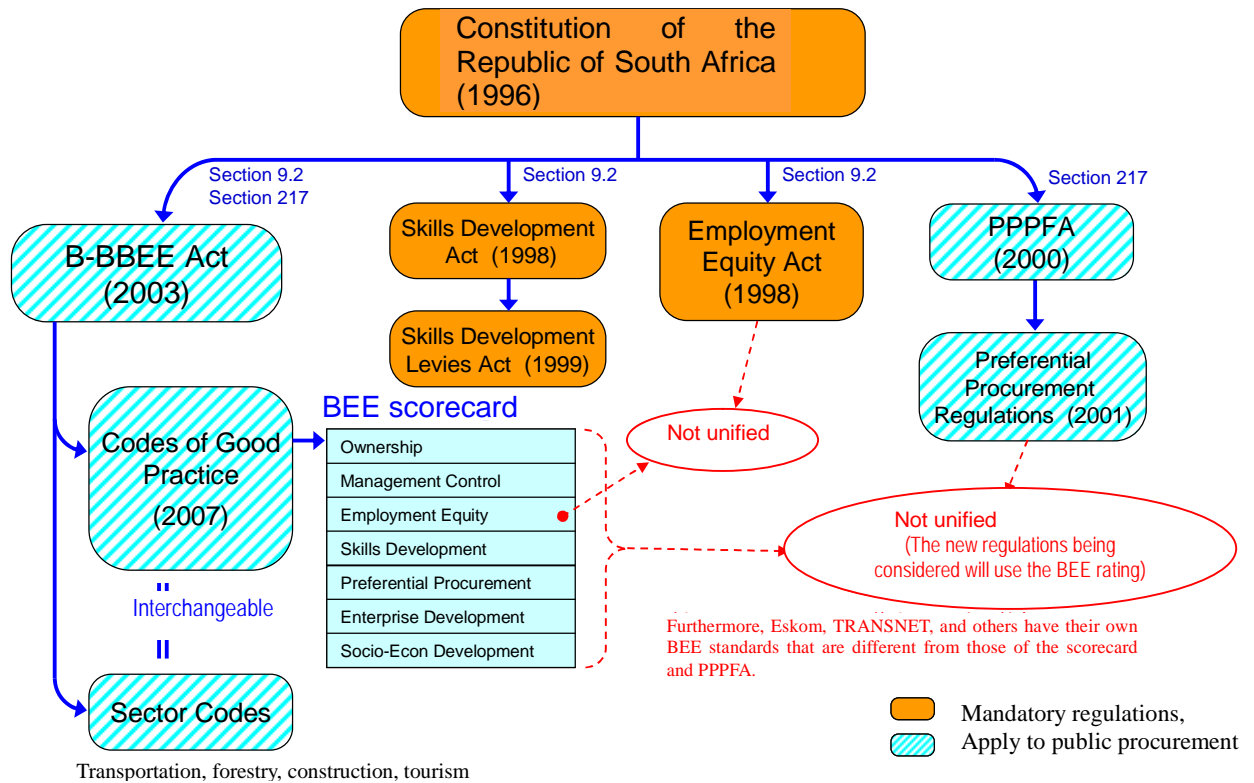 Constitution of the
Republic of South Africa
(1996)
Section 9.2
Section 217
Section 9.2
Section 9.2
Section 217
B-BBEE Act
(2003)
Skills Development
Act (1998)
Employment
Equity Act
(1998)
PPPFA
(2000)
Skills Development
Levies Act (1999)
Preferential
Procurement
Regulations (2001)
Codes of Good
Practice
(2007)
BEE scorecard
Ownership
Management Control
Employment Equity
Skills Development
Preferential Procurement
Enterprise Development
Socio-Econ Development
Not unified
Not unified
(The new regulations being
considered will use the BEE rating)
Interchangeable
Furthermore, Eskom, TRANSNET, and others have their own
BEE standards that are different from those of the scorecard
and PPPFA.
Sector Codes
Transportation, forestry, construction, tourism
Mandatory regulations,
Apply to public procurement